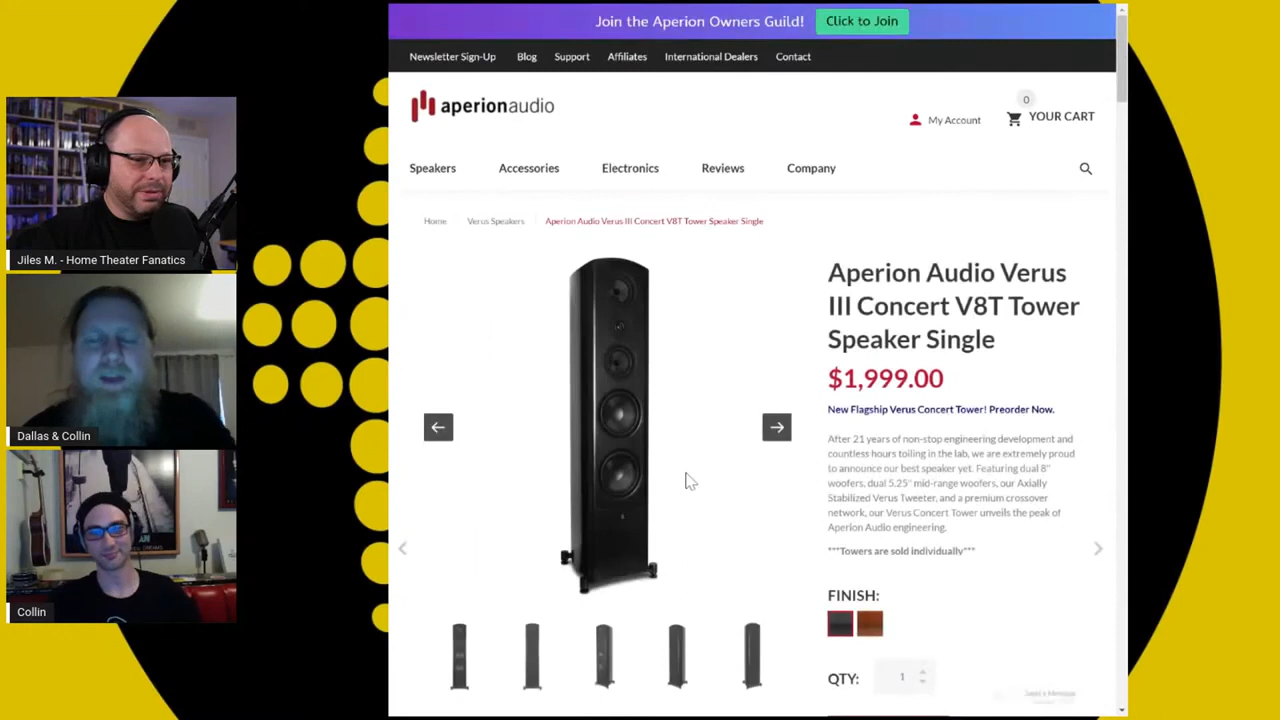 Join the Aperion Owners Guild!
Click to Join
Newsletter Sign-Up
Blog
Support
Affiliates
International Dealers
Contact
aperionaudio
My Account
0
YOUR CART
Speakers
Accessories
Electronics
Reviews
Company
Home
Verus Speakers
Aperion Audio Verus III Concert V8T Tower Speaker Single
Aperion Audio Verus
III Concert V8T Tower
Speaker Single
$1,999.00
New Flagship Verus Concert Tower! Preorder Now.
After 21 years of non-stop engineering development and
countless hours toiling in the lab, we are extremely proud
to announce our best speaker yet. Featuring dual 8"
woofers, dual 5.25" mid-range woofers, our Axially
Stabilized Verus Tweeter, and a premium crossover
network, our Verus Concert Tower unveils the peak of
Aperion Audio engineering.
***Towers are sold individually***
FINISH:
QTY:
1
Jiles M. - Home Theater Fanatics
Dallas & Collin
Collin